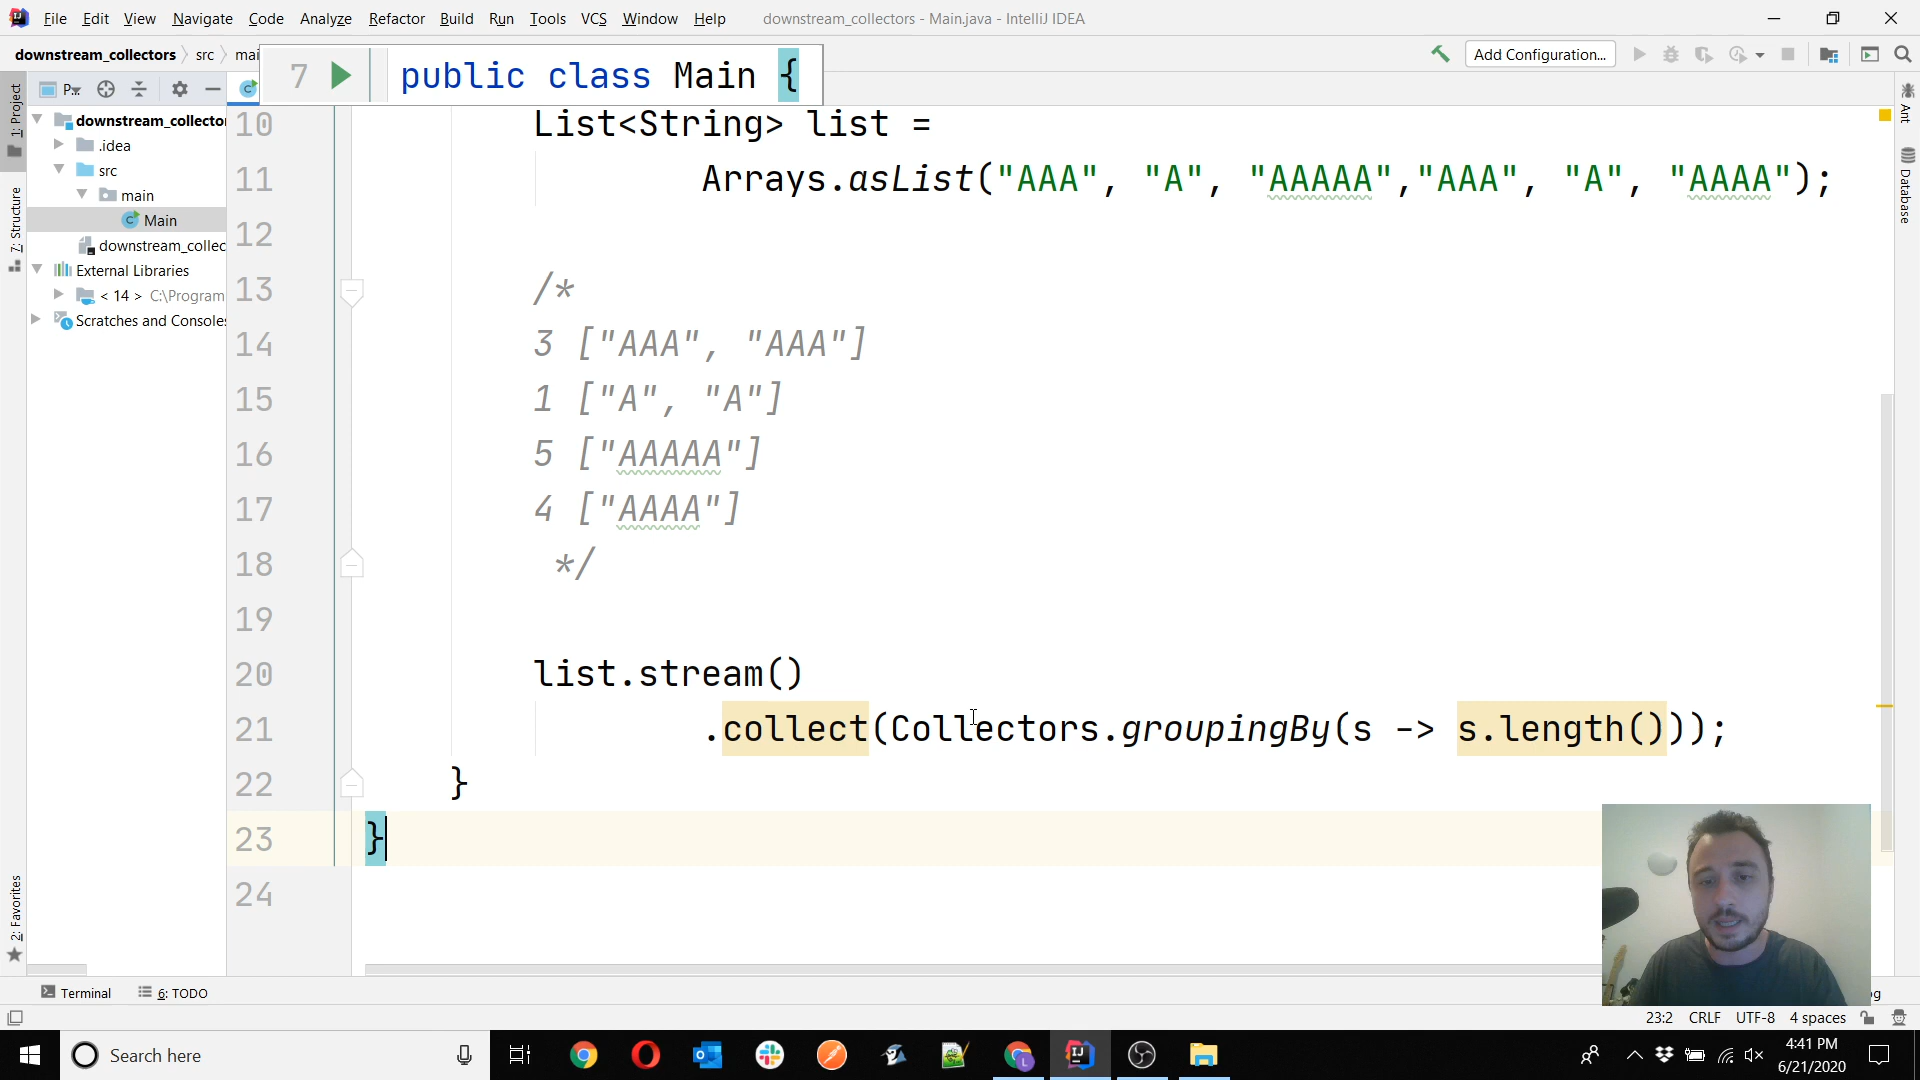 File Edit View Navigate Code Analyze Refactor Build Run Tools VCS Window Help downstream_collectors - Main.java - IntelliJ IDEA
downstream_collectors src mai
Add Configuration...
7 public class Main {
1: Project
7: Structure
2: Favorites
Ant
Database
P..
downstream_collector
.idea
src
main
Main
downstream_collec
External Libraries
< 14 > C:\Program
Scratches and Consoles
10 List<String> list =
11 Arrays.asList("AAA", "A", "AAAAA","AAA", "A", "AAAA");
12
13 /*
14 3 ["AAA", "AAA"]
15 1 ["A", "A"]
16 5 ["AAAAA"]
17 4 ["AAAA"]
18 */
19
20 list.stream()
21 .collect(Collectors.groupingBy(s -> s.length()));
22 }
23 }
24
Terminal 6: TODO
23:2 CRLF UTF-8 4 spaces
Search here
4:41 PM
6/21/2020